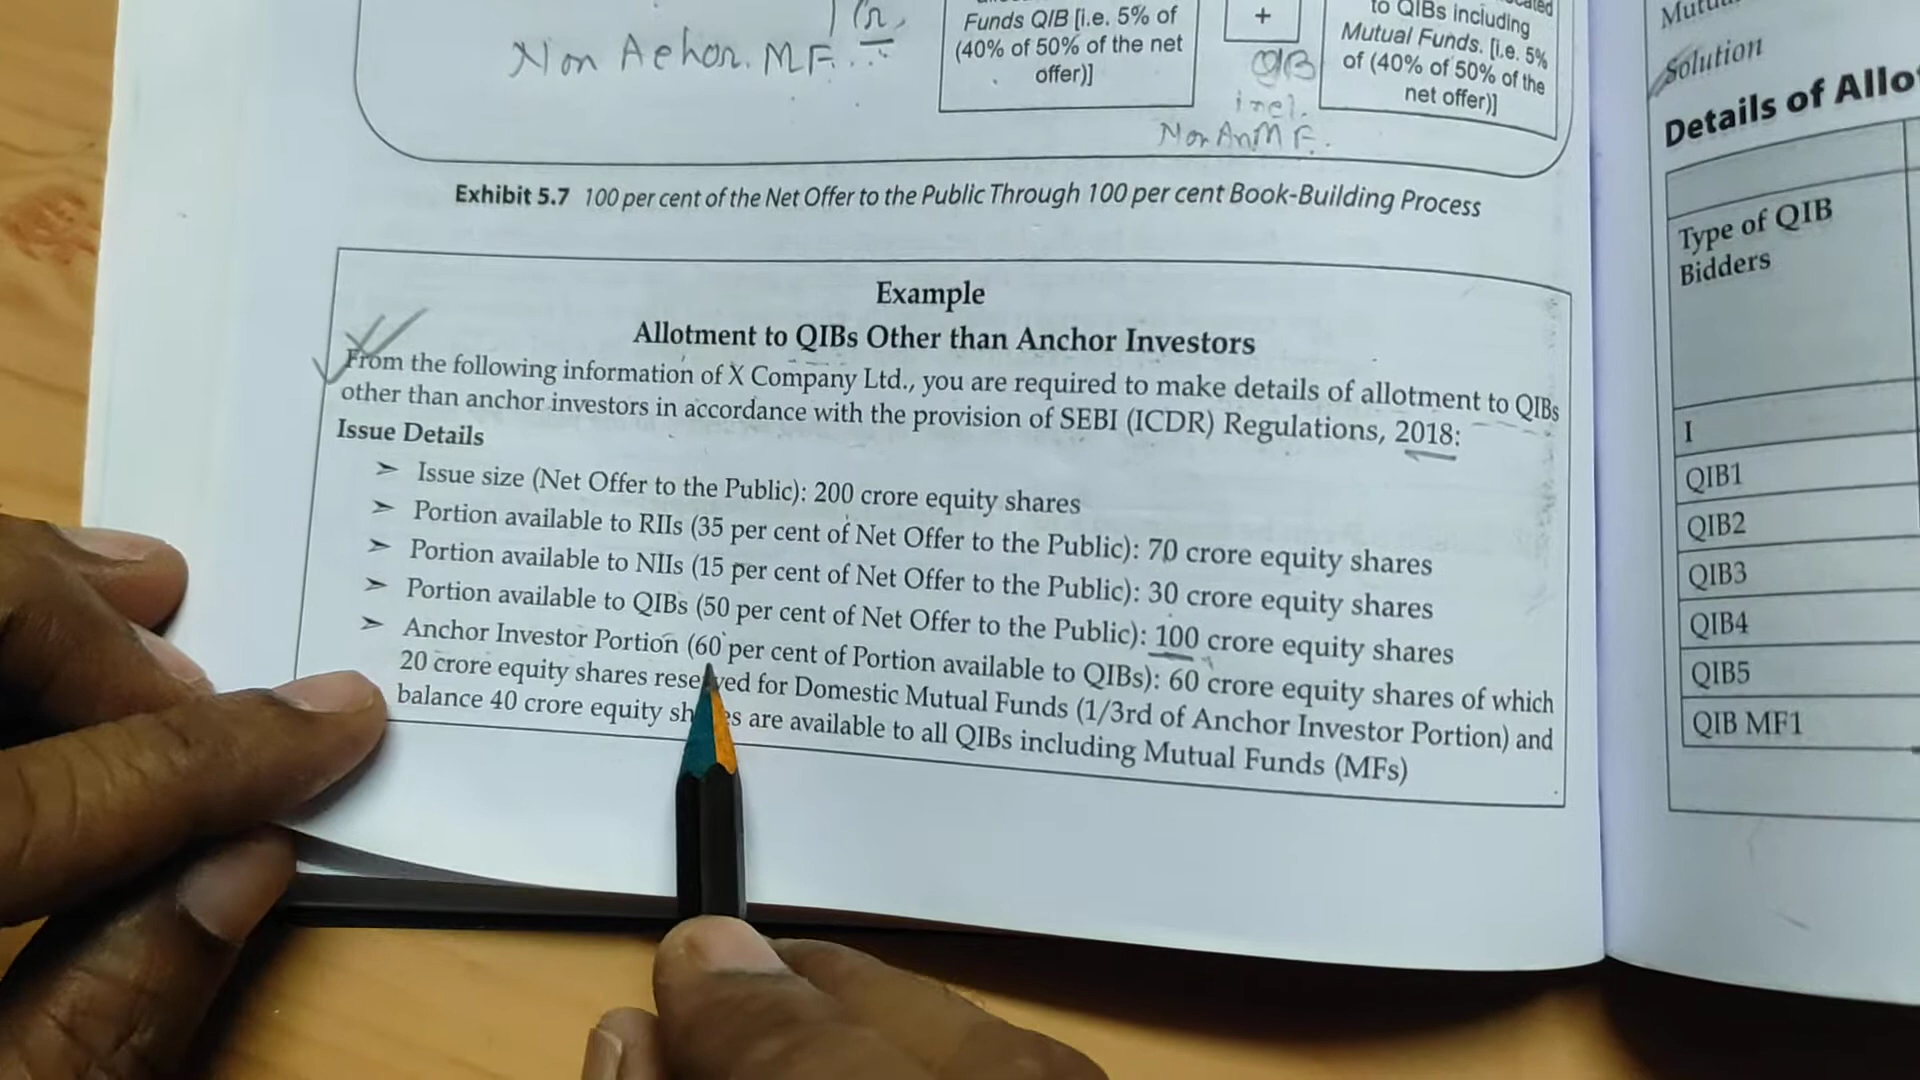 Funds QIB [i.e. 5% of
(40% of 50% of the net
offer)]
+
to QIBs including
Mutual Funds. [i.e. 5%
of (40% of 50% of the
net offer)]
Non Achor. MF.
QIB
incl.
Non An M F.
Exhibit 5.7 100 per cent of the Net Offer to the Public Through 100 per cent Book-Building Process
Example
Allotment to QIBs Other than Anchor Investors
From the following information of X Company Ltd., you are required to make details of allotment to QIBs
other than anchor investors in accordance with the provision of SEBI (ICDR) Regulations, 2018:
Issue Details
➢ Issue size (Net Offer to the Public): 200 crore equity shares
➢ Portion available to RIIs (35 per cent of Net Offer to the Public): 70 crore equity shares
➢ Portion available to NIIs (15 per cent of Net Offer to the Public): 30 crore equity shares
➢ Portion available to QIBs (50 per cent of Net Offer to the Public): 100 crore equity shares
➢ Anchor Investor Portion (60 per cent of Portion available to QIBs): 60 crore equity shares of which
20 crore equity shares reserved for Domestic Mutual Funds (1/3rd of Anchor Investor Portion) and
balance 40 crore equity shares are available to all QIBs including Mutual Funds (MFs)
Solution
Details of Allo
Type of QIB
Bidders
I
QIB1
QIB2
QIB3
QIB4
QIB5
QIB MF1